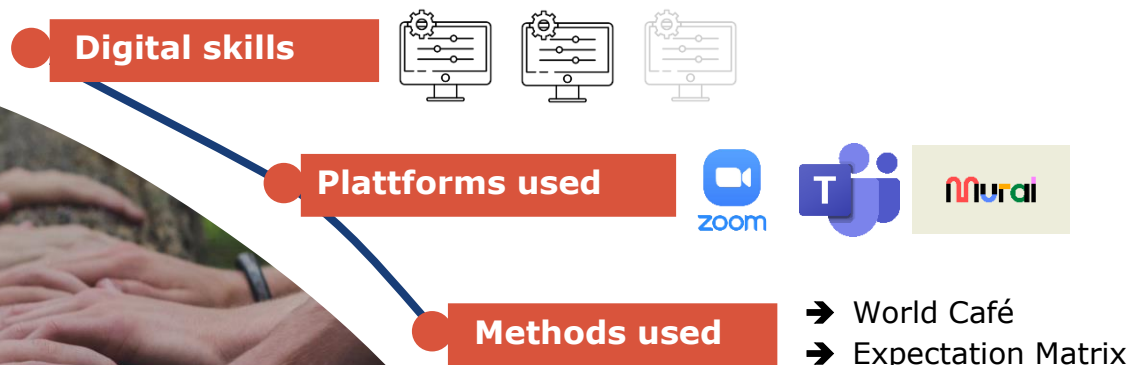 Digital skills
Plattforms used
zoom
T
Mural
Methods used
➔ World Café
➔ Expectation Matrix